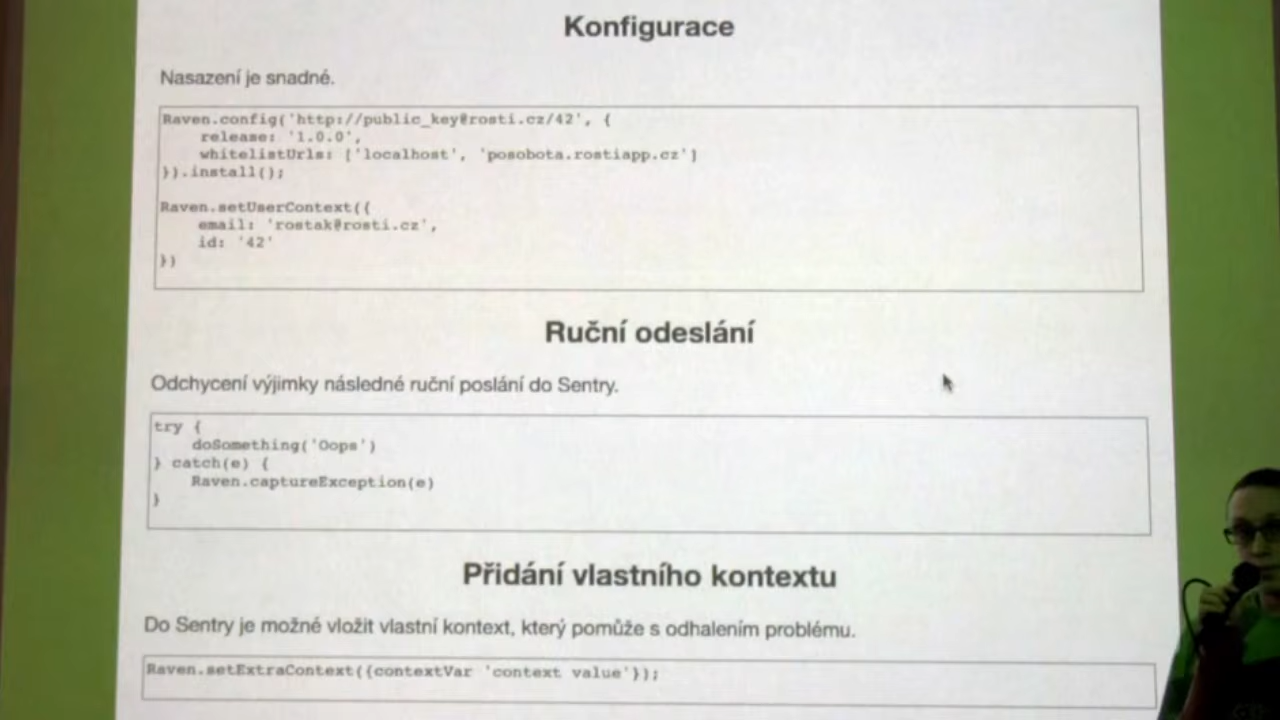 Konfigurace
Nasazení je snadné.
Raven.config('http://public_key@rosti.cz/42', {
    release: '1.0.0',
    whitelistUrls: ['localhost', 'posobota.rostiapp.cz']
}).install();
Raven.setUserContext({
    email: 'rostak@rosti.cz',
    id: '42'
})
Ruční odeslání
Odchycení výjimky následné ruční poslání do Sentry.
try {
    doSomething('Oops')
} catch(e) {
    Raven.captureException(e)
}
Přidání vlastního kontextu
Do Sentry je možné vložit vlastní kontext, který pomůže s odhalením problému.
Raven.setExtraContext({contextVar 'context value'});